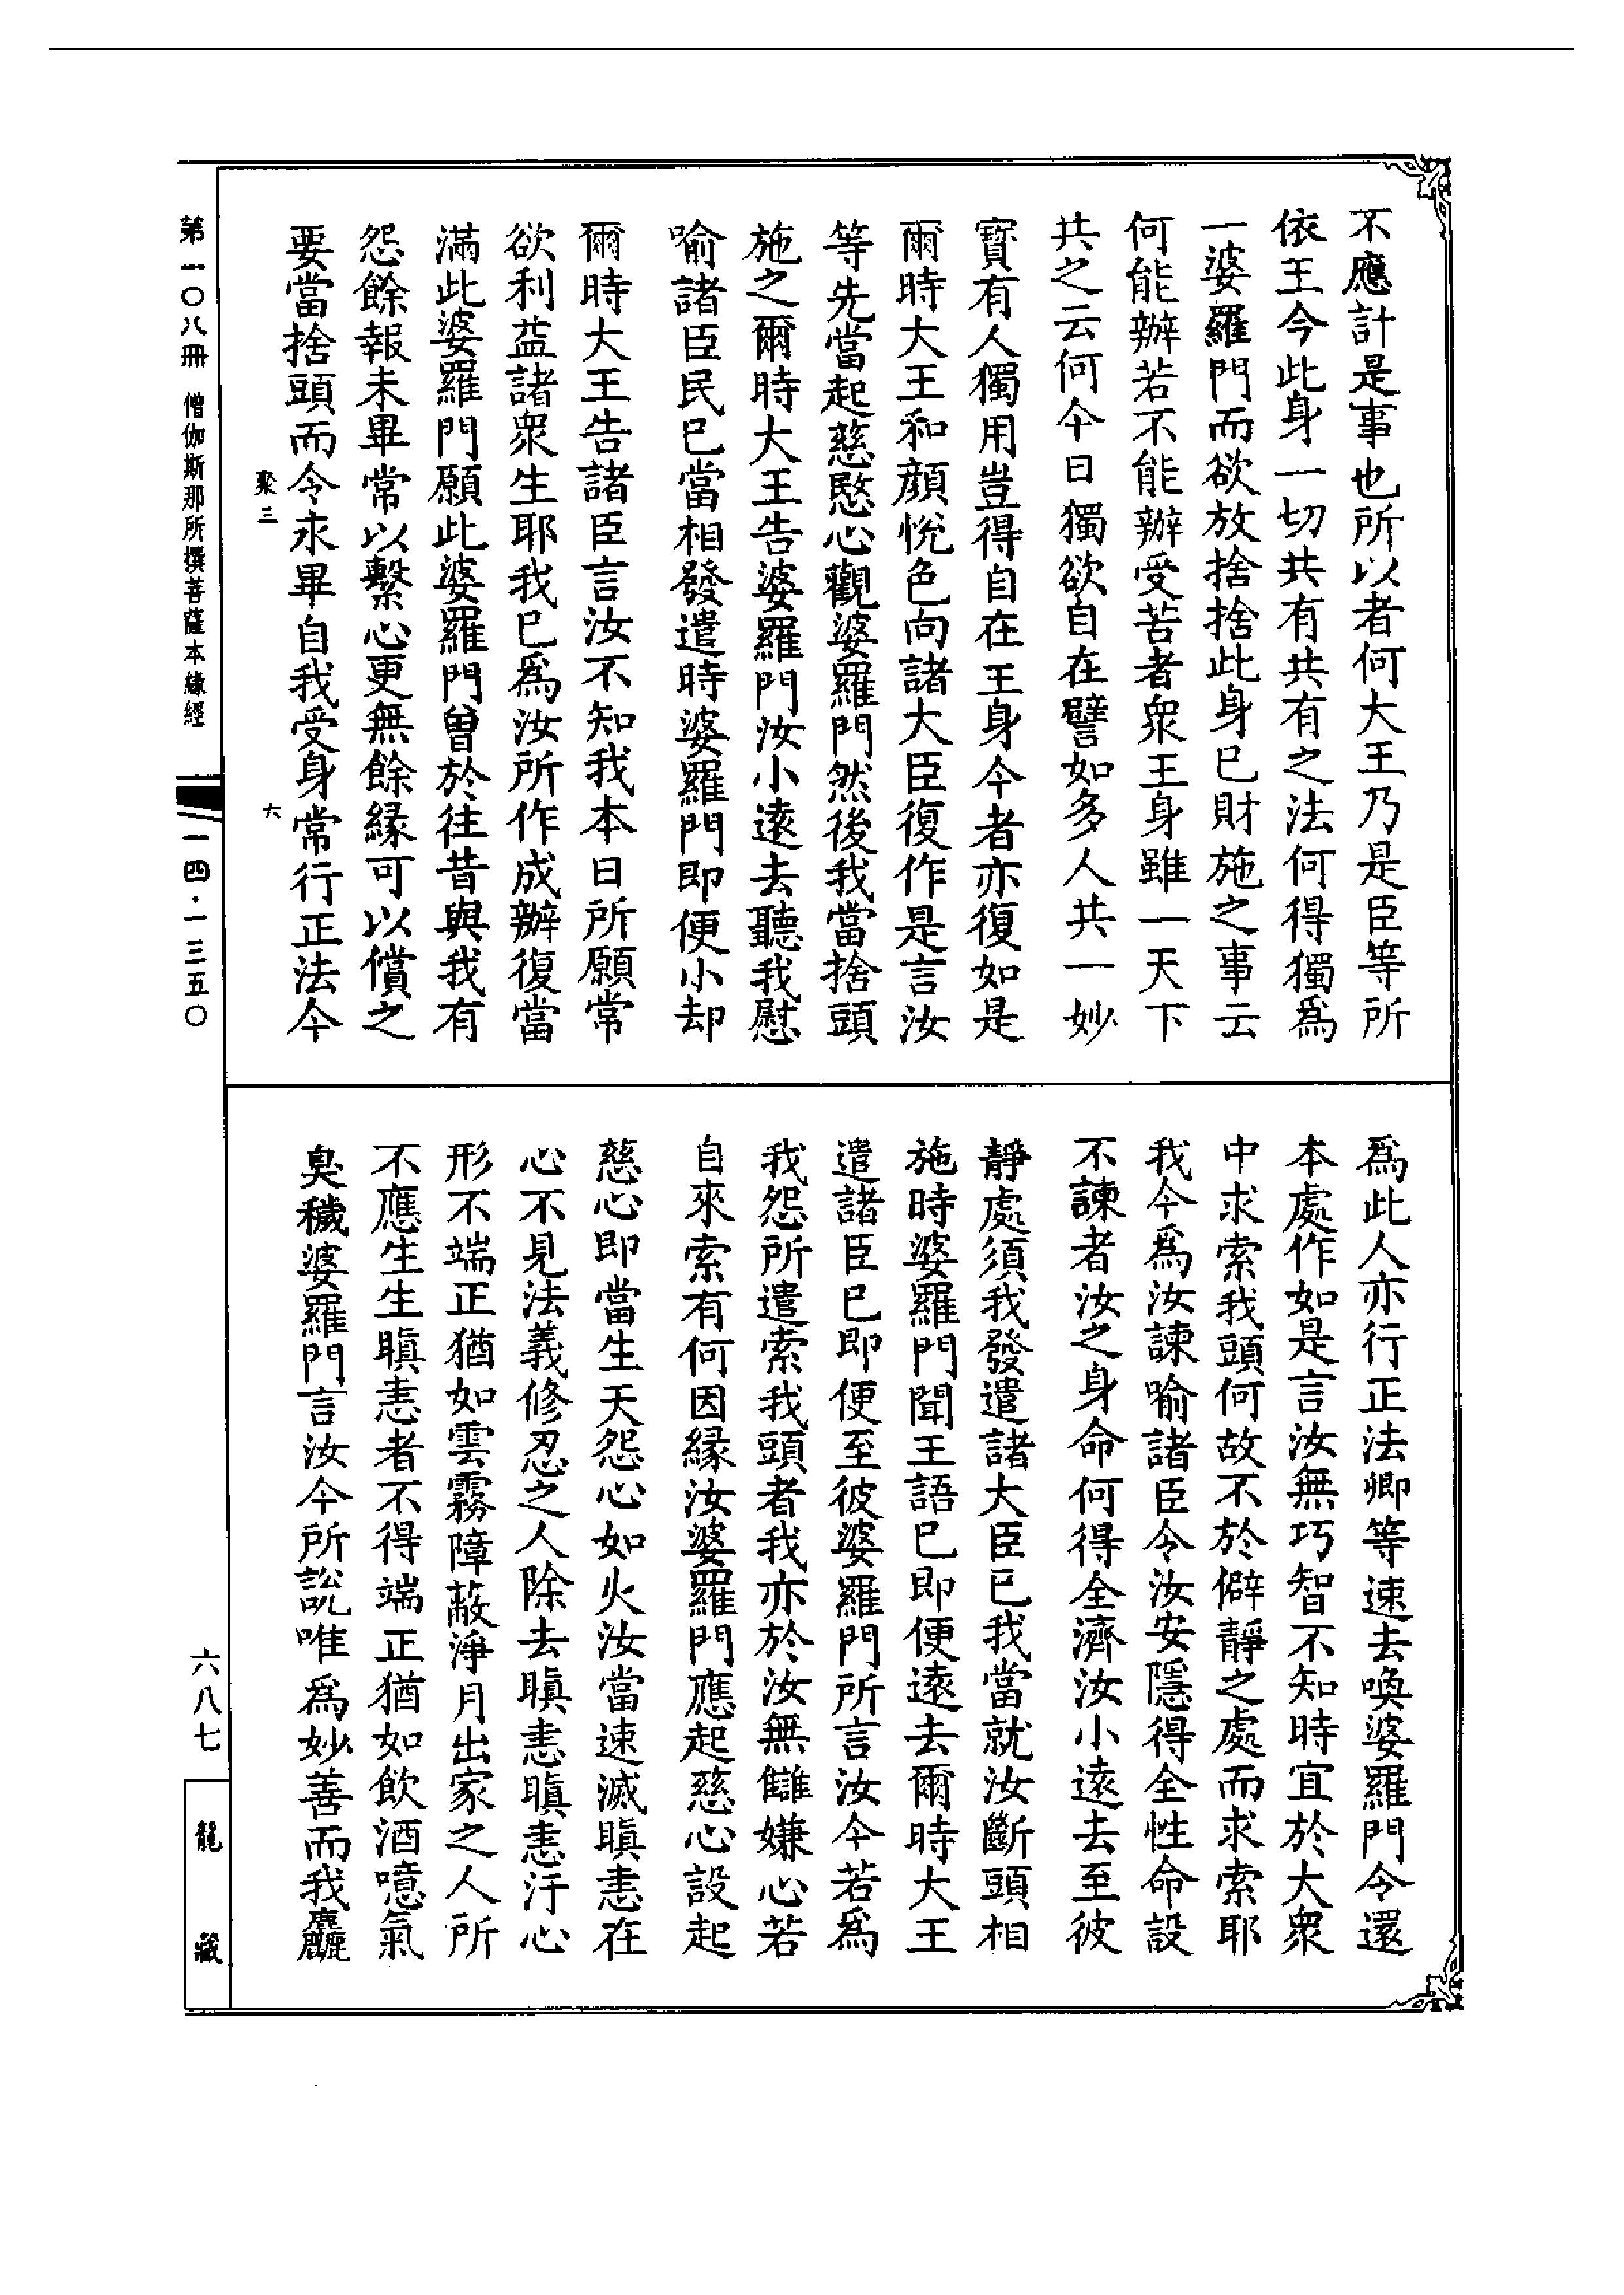 不應計是事也所以者何大王乃是臣等所
依王今此身一切共有共有之法何得獨為
一婆羅門而欲放捨捨此身已財施之事云
何能辦若不能辦受苦者衆王身雖一天下
共之云何今日獨欲自在譬如多人共一妙
寶有人獨用豈得自在王身今者亦復如是
爾時大王和顔悅色向諸大臣復作是言汝
等先當起慈愍心觀婆羅門然後我當捨頭
施之爾時大王告婆羅門汝小遠去聽我慰
喻諸臣民已當相發遣時婆羅門即便小却
爾時大王告諸臣言汝不知我本日所願常
欲利益諸衆生耶我已為汝所作成辦復當
滿此婆羅門願此婆羅門曾於往昔與我有
怨餘報未畢常以繫心更無餘緣可以償之
要當捨頭而令求畢自我受身常行正法今
聚三
六
為此人亦行正法卿等速去喚婆羅門令還
本處作如是言汝無巧智不知時宜於大衆
中求索我頭何故不於僻靜之處而求索耶
我今為汝諫喻諸臣令汝安隱得全性命設
不諫者汝之身命何得全濟汝小遠去至彼
靜處須我發遣諸大臣已我當就汝斷頭相
施時婆羅門聞王語已即便遠去爾時大王
遣諸臣已即便至彼婆羅門所言汝今若為
我怨所遣索我頭者我亦於汝無讎嫌心若
自來索有何因緣汝婆羅門應起慈心設起
慈心即當生天怨心如火汝當速滅瞋恚在
心不見法義修忍之人除去瞋恚瞋恚汙心
形不端正猶如雲霧障蔽淨月出家之人所
不應生生瞋恚者不得端正猶如飲酒噫氣
臭穢婆羅門言汝今所說唯為妙善而我麤
第一〇八冊 僧伽斯那所撰菩薩本緣經
一四·一三五〇
六八七
龍藏